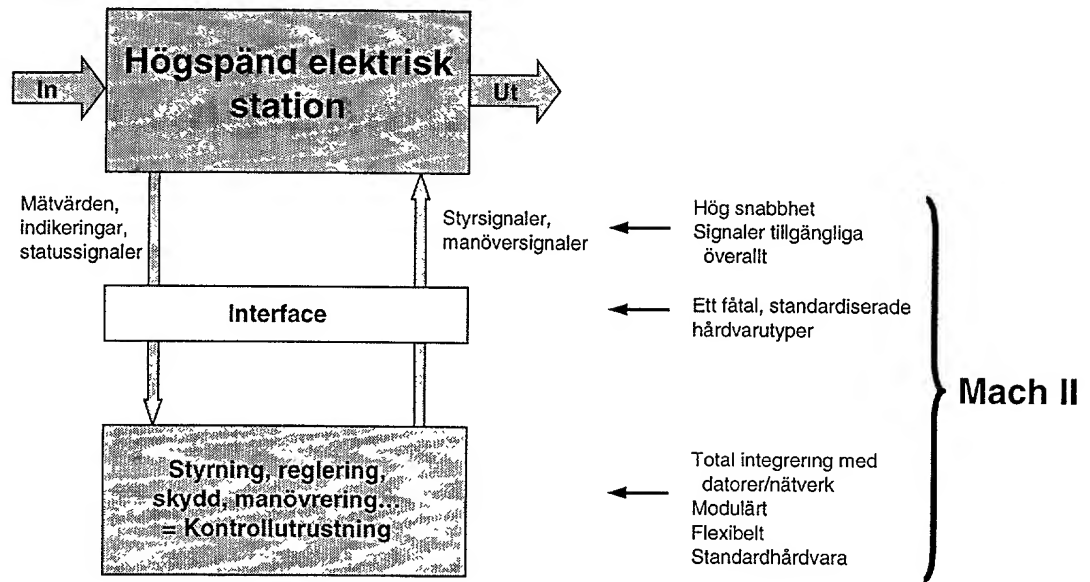 Högspänd elektrisk
station
In
Ut
Mätvärden,
indikeringar,
statussignaler
Styrsignaler,
manöversignaler
Hög snabbhet
Signaler tillgängliga
överallt
Interface
Ett fåtal, standardiserade
hårdvarutyper
Mach II
Styrning, reglering,
skydd, manövrering...
= Kontrollutrustning
Total integrering med
datorer/nätverk
Modulärt
Flexibelt
Standardhårdvara